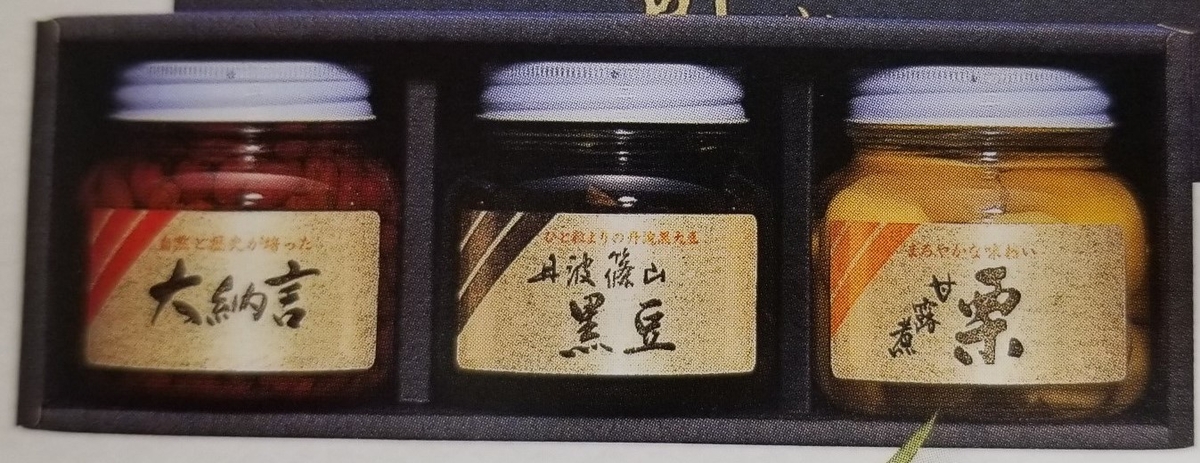 自然と歴史が培った
大納言
ひと粒よりの丹波黒大豆
丹波篠山
黒豆
まろやかな味わい
栗
甘露煮